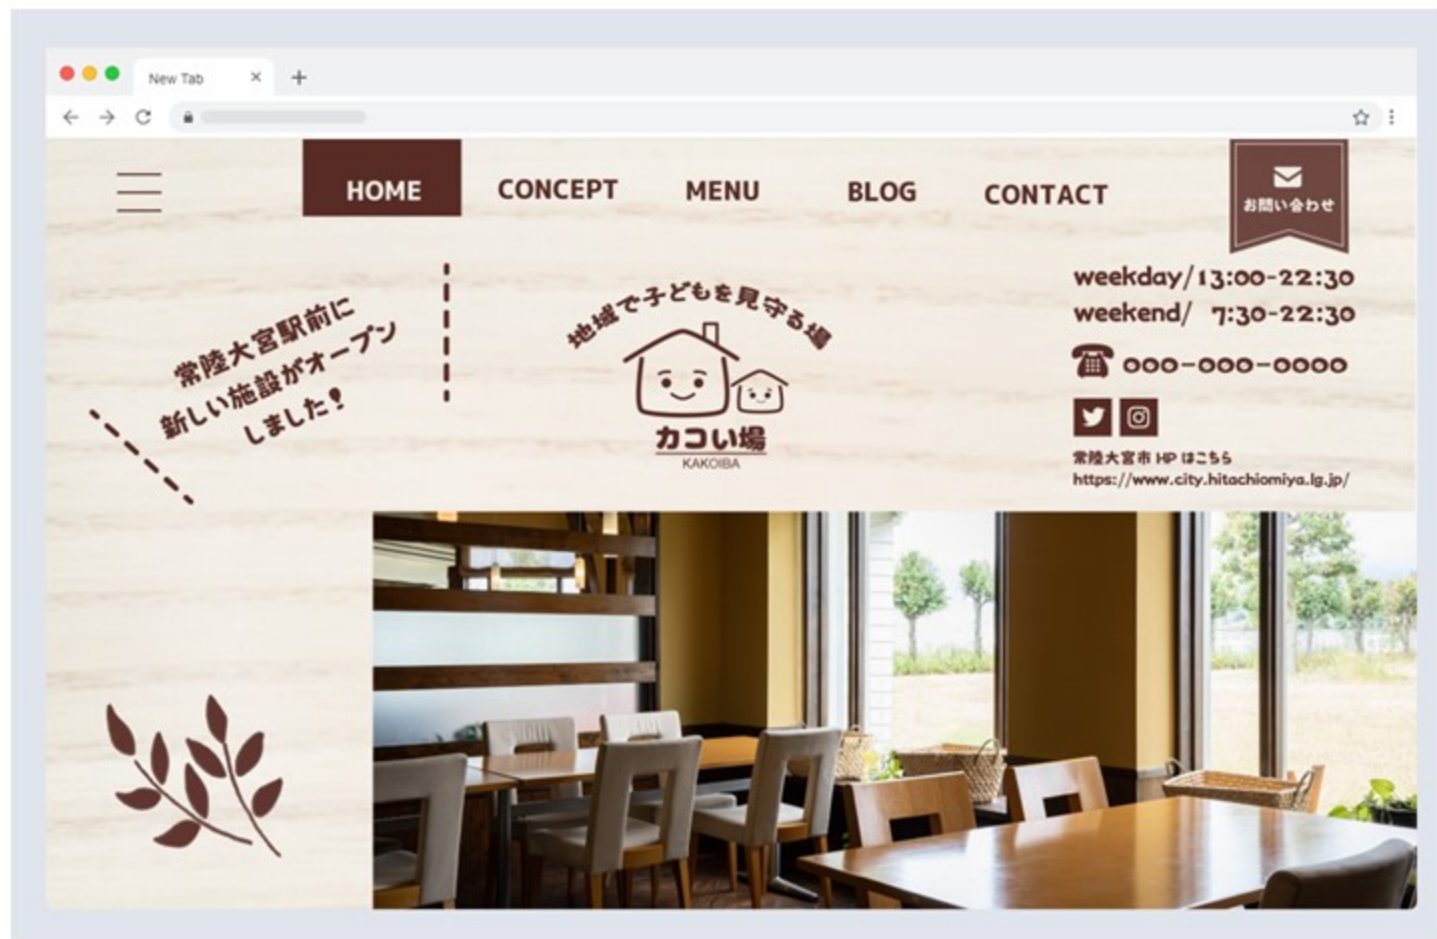 New Tab
HOME
CONCEPT
MENU
BLOG
CONTACT
お問い合わせ
常陸大宮駅前に
新しい施設がオープン
しました!
地域で子どもを見守る場
カコい場
KAKOIBA
weekday/13:00-22:30
weekend/ 7:30-22:30
000-000-0000
常陸大宮市 HP はこちら
https://www.city.hitachiomiya.lg.jp/